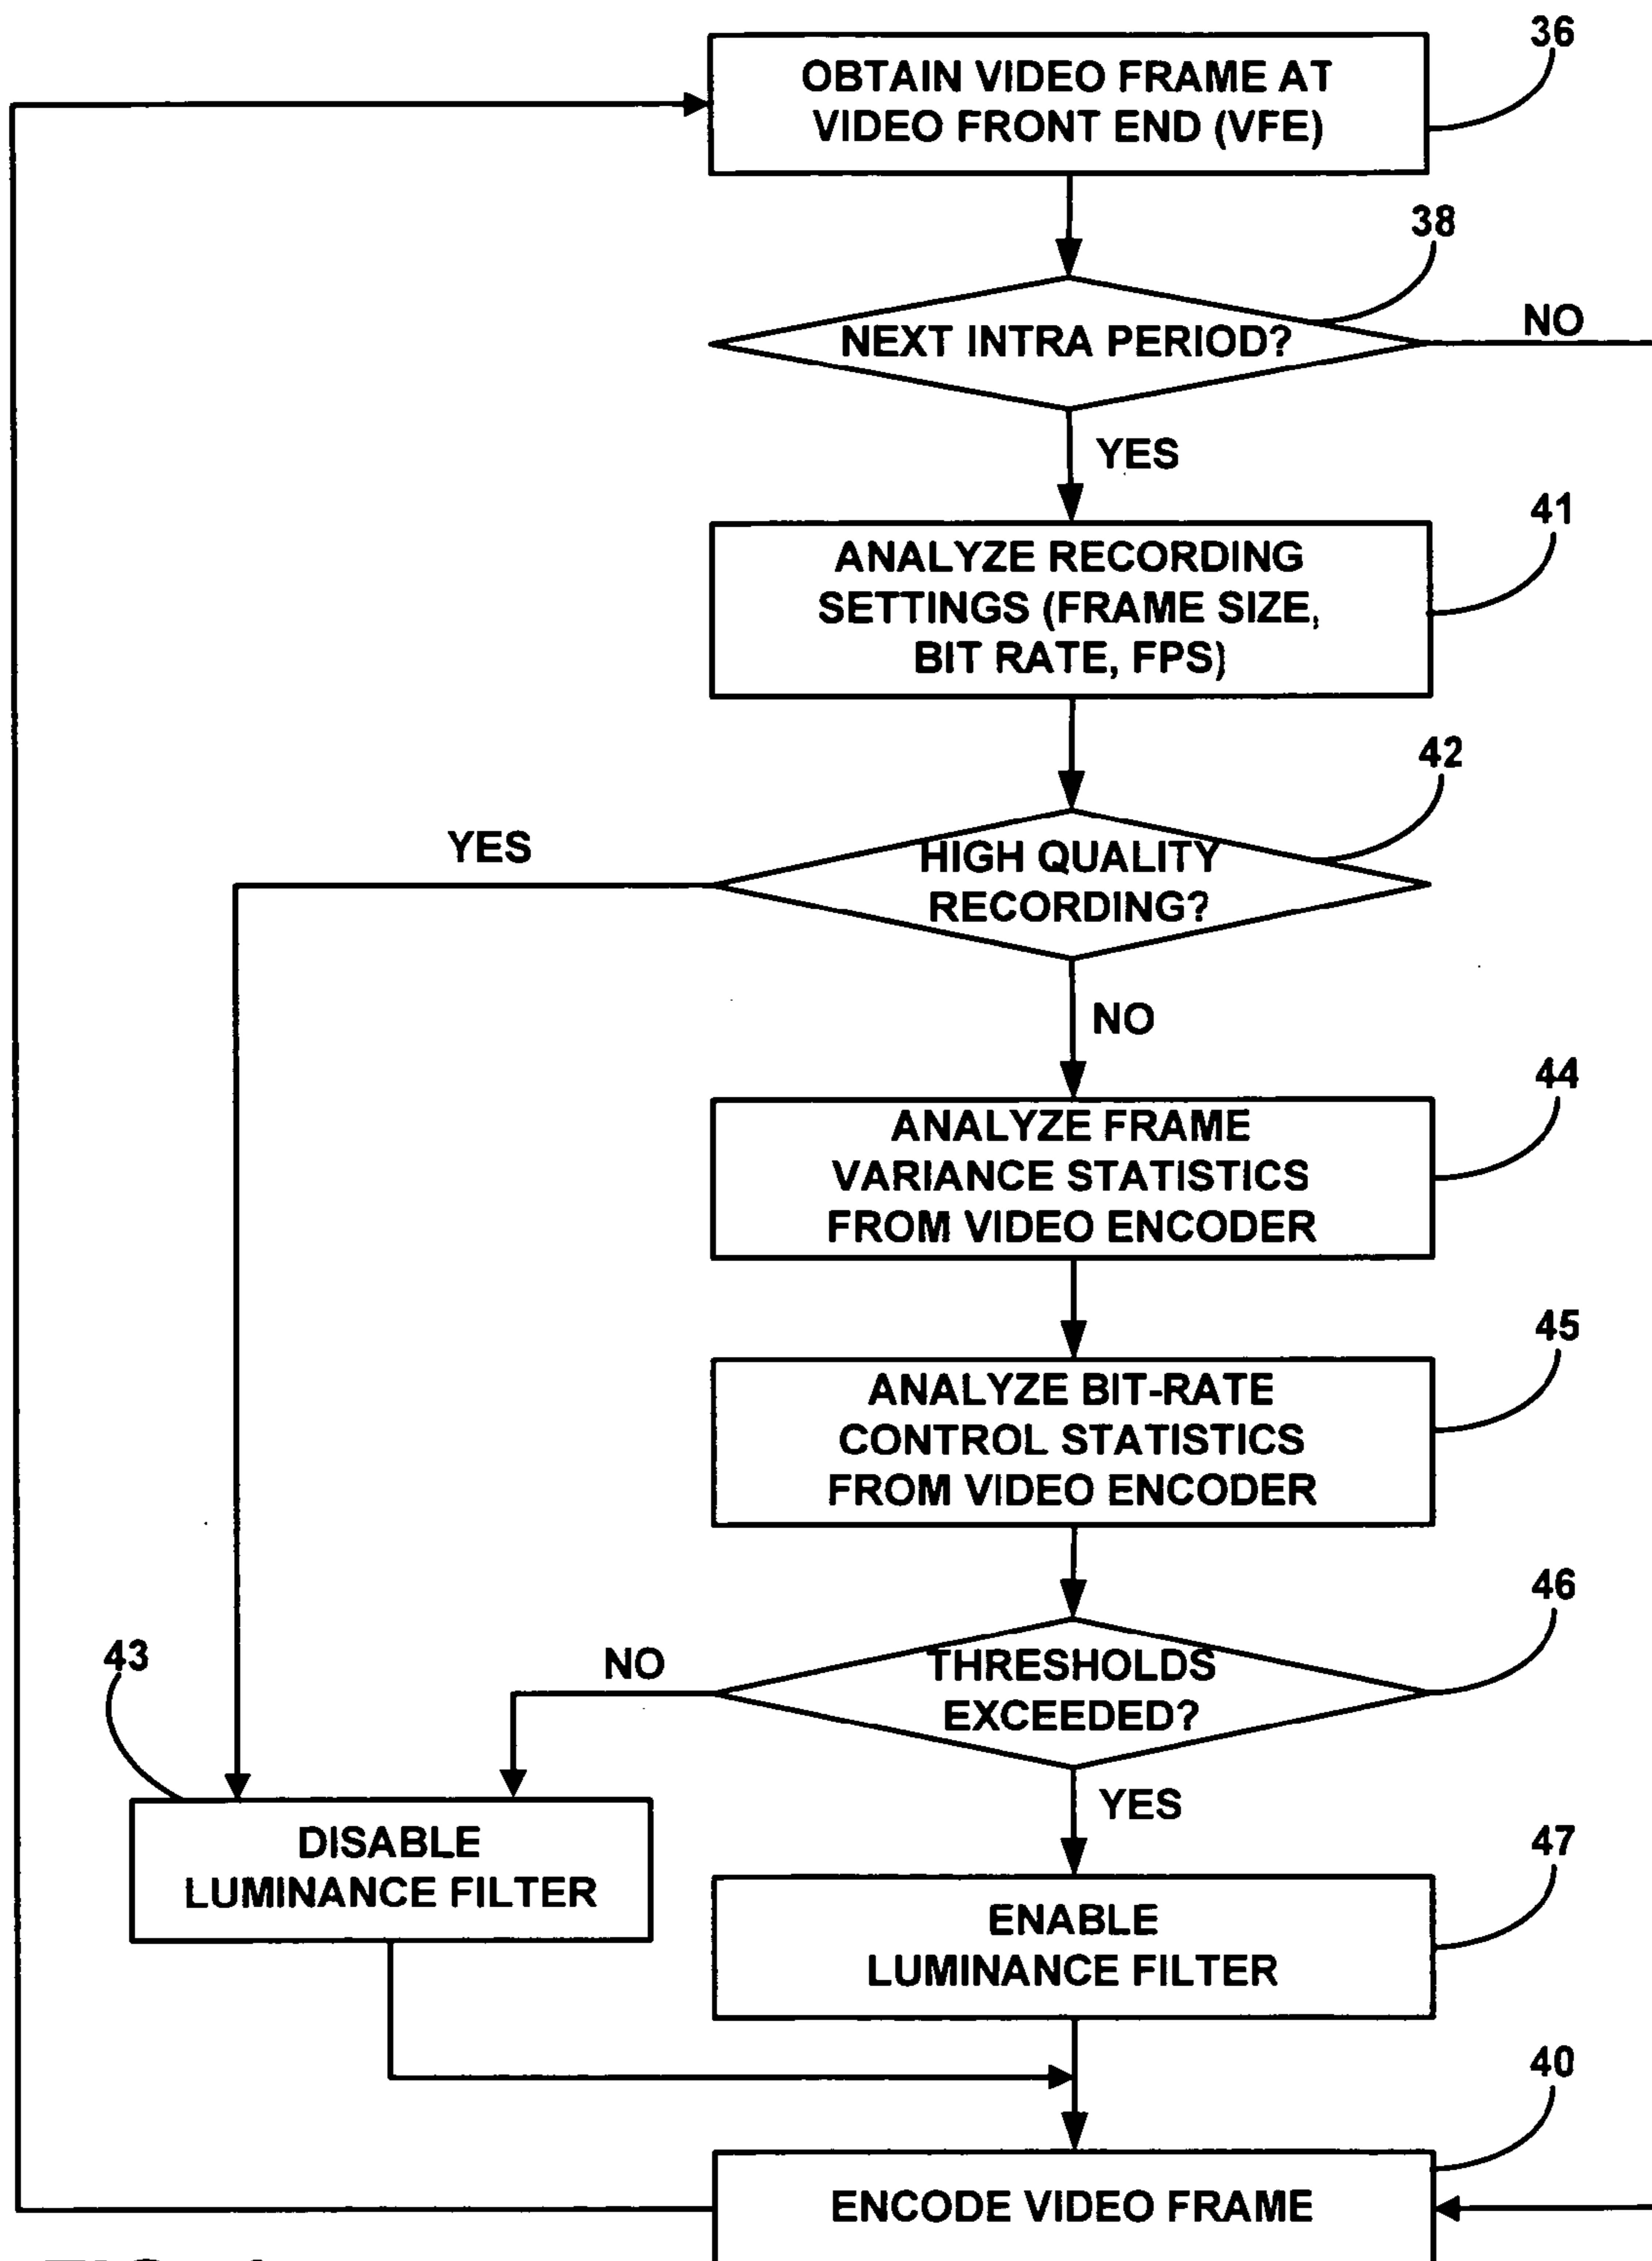 36
OBTAIN VIDEO FRAME AT
VIDEO FRONT END (VFE)
38
NEXT INTRA PERIOD?
NO
YES
41
ANALYZE RECORDING
SETTINGS (FRAME SIZE,
BIT RATE, FPS)
42
YES
HIGH QUALITY
RECORDING?
NO
44
ANALYZE FRAME
VARIANCE STATISTICS
FROM VIDEO ENCODER
45
ANALYZE BIT-RATE
CONTROL STATISTICS
FROM VIDEO ENCODER
46
43
NO
THRESHOLDS
EXCEEDED?
YES
DISABLE
LUMINANCE FILTER
47
ENABLE
LUMINANCE FILTER
40
ENCODE VIDEO FRAME